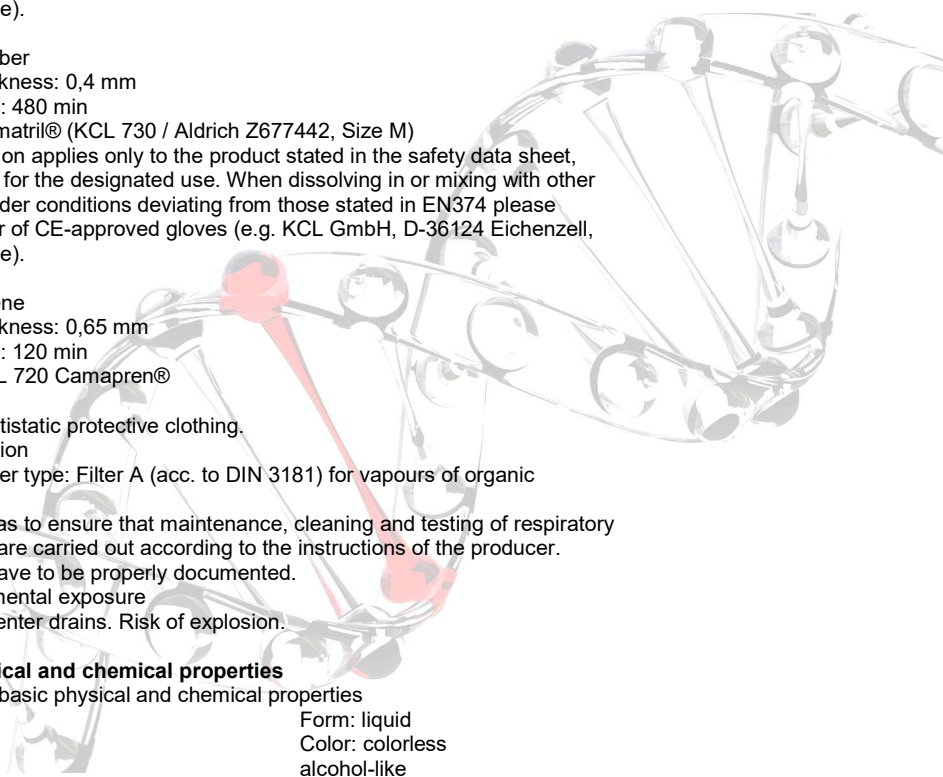 e).
ber
kness: 0,4 mm
: 480 min
matril® (KCL 730 / Aldrich Z677442, Size M)
on applies only to the product stated in the safety data sheet,
for the designated use. When dissolving in or mixing with other
der conditions deviating from those stated in EN374 please
r of CE-approved gloves (e.g. KCL GmbH, D-36124 Eichenzell,
e).
ene
kness: 0,65 mm
: 120 min
L 720 Camapren®
tistatic protective clothing.
ion
er type: Filter A (acc. to DIN 3181) for vapours of organic
as to ensure that maintenance, cleaning and testing of respiratory
are carried out according to the instructions of the producer.
ave to be properly documented.
mental exposure
enter drains. Risk of explosion.
ical and chemical properties
basic physical and chemical properties
Form: liquid
Color: colorless
alcohol-like